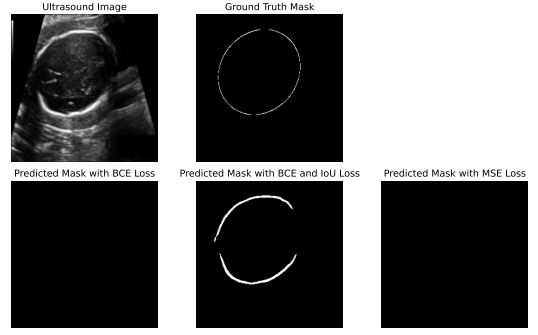 Ultrasound Image
Ground Truth Mask
Predicted Mask with BCE Loss
Predicted Mask with BCE and IoU Loss
Predicted Mask with MSE Loss